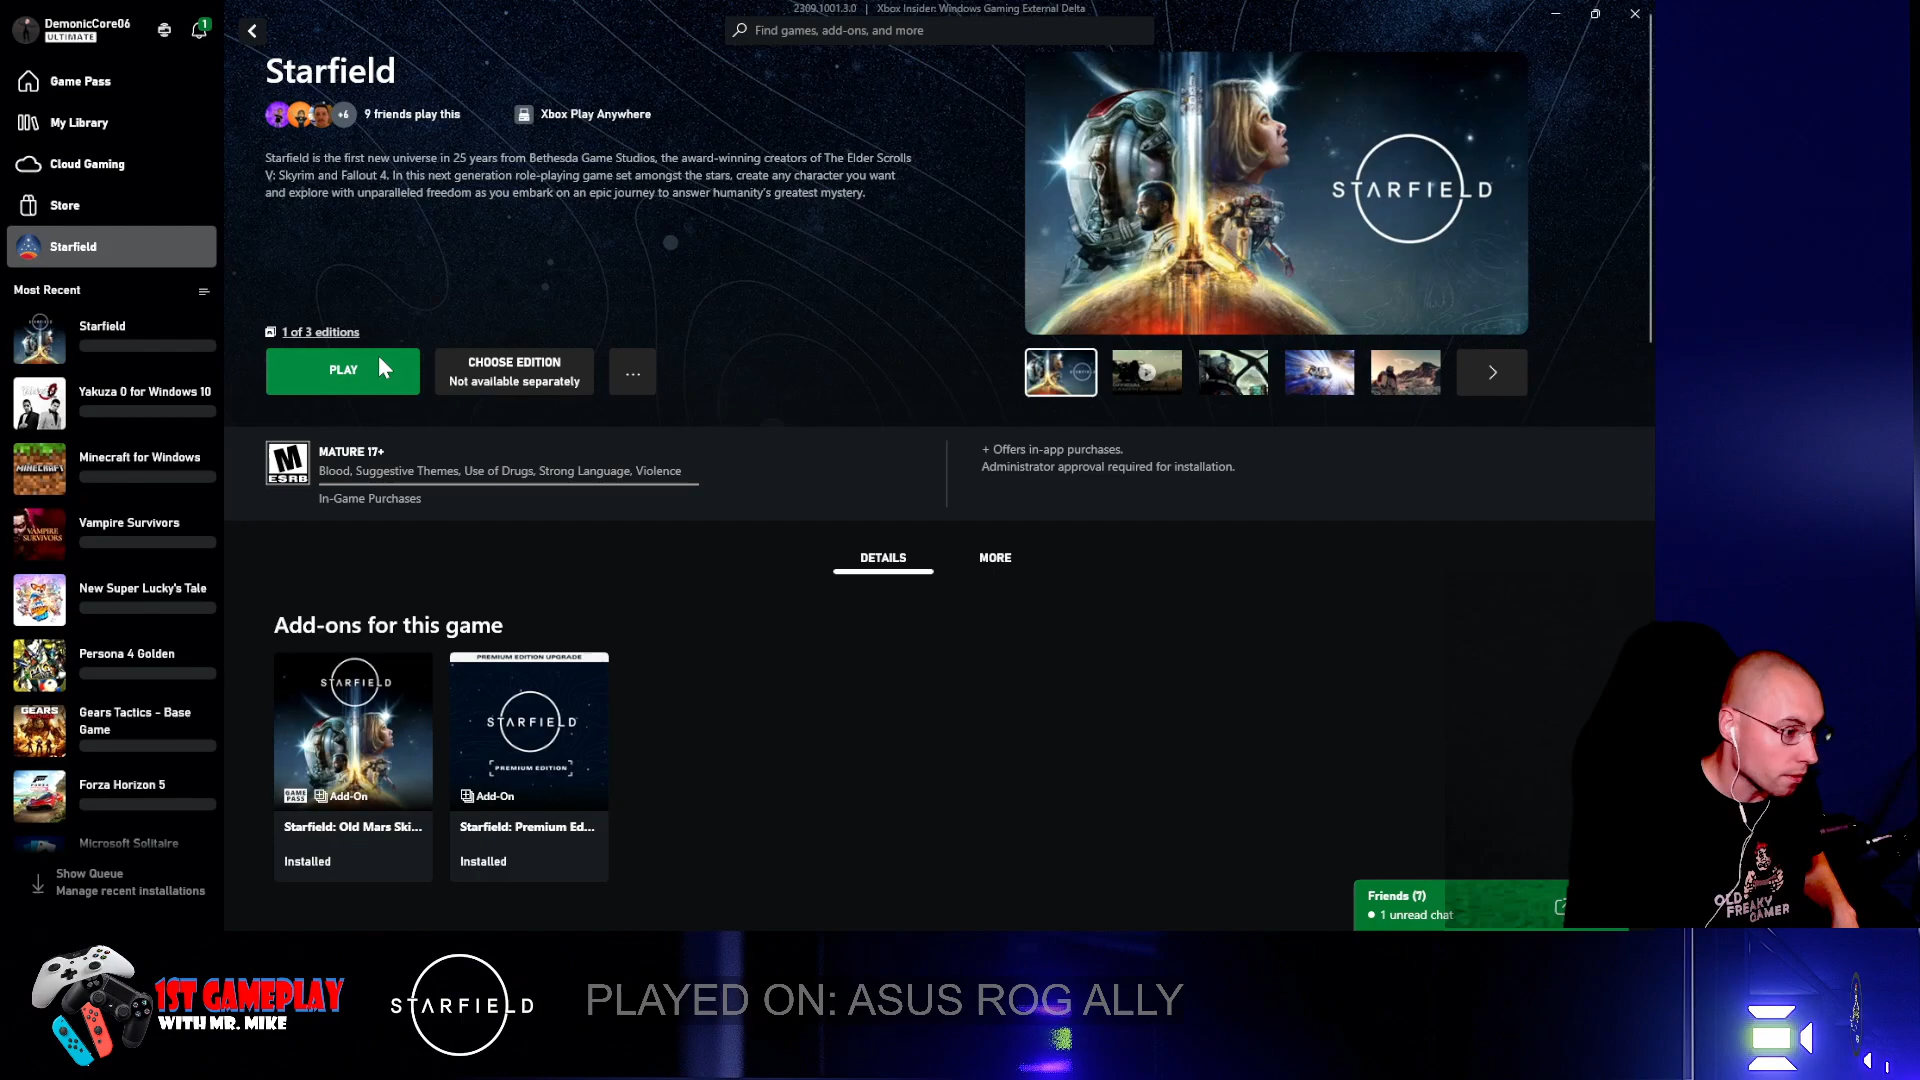 2309.1001.3.0 | Xbox Insider: Windows Gaming External Delta
DemonicCore06
ULTIMATE
1
Find games, add-ons, and more
Game Pass
My Library
Cloud Gaming
Store
Starfield
Most Recent
Starfield
Yakuza 0 for Windows 10
Minecraft for Windows
Vampire Survivors
New Super Lucky's Tale
Persona 4 Golden
Gears Tactics - Base
Game
Forza Horizon 5
Microsoft Solitaire
Show Queue
Manage recent installations
Starfield
+6
9 friends play this
Xbox Play Anywhere
Starfield is the first new universe in 25 years from Bethesda Game Studios, the award-winning creators of The Elder Scrolls
V: Skyrim and Fallout 4. In this next generation role-playing game set amongst the stars, create any character you want
and explore with unparalleled freedom as you embark on an epic journey to answer humanity's greatest mystery.
1 of 3 editions
PLAY
CHOOSE EDITION
Not available separately
...
STARFIELD
M
ESRB
MATURE 17+
Blood, Suggestive Themes, Use of Drugs, Strong Language, Violence
In-Game Purchases
+ Offers in-app purchases.
Administrator approval required for installation.
DETAILS
MORE
Add-ons for this game
STARFIELD
GAME PASS
Add-On
Starfield: Old Mars Ski...
Installed
PREMIUM EDITION UPGRADE
STARFIELD
PREMIUM EDITION
Add-On
Starfield: Premium Ed...
Installed
Friends (7)
1 unread chat
OLD
FREAKY
GAMER
1ST GAMEPLAY
WITH MR. MIKE
STARFIELD
PLAYED ON: ASUS ROG ALLY